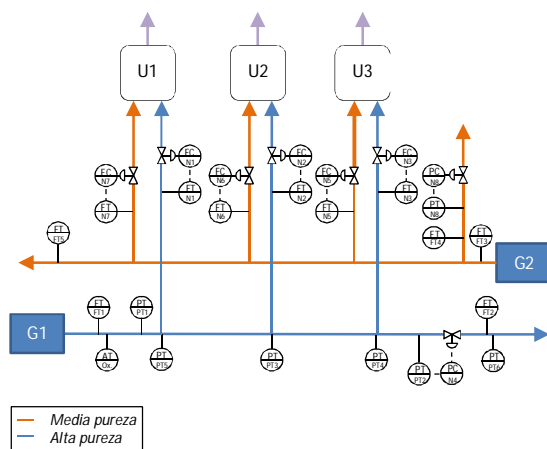 U1
U2
U3
FC
N1
FC
N2
FC
N3
FC
N7
FC
N6
FC
N5
PC
N8
FT
N1
FT
N2
FT
N3
FT
N7
FT
N6
FT
N5
PT
N8
FT
FT5
FT
FT4
FT
FT3
G2
G1
FT
FT1
PT
PT1
FT
FT2
AT
Ox.
PT
PT5
PT
PT3
PT
PT4
PT
PT2
PC
N4
PT
PT6
Media pureza
Alta pureza